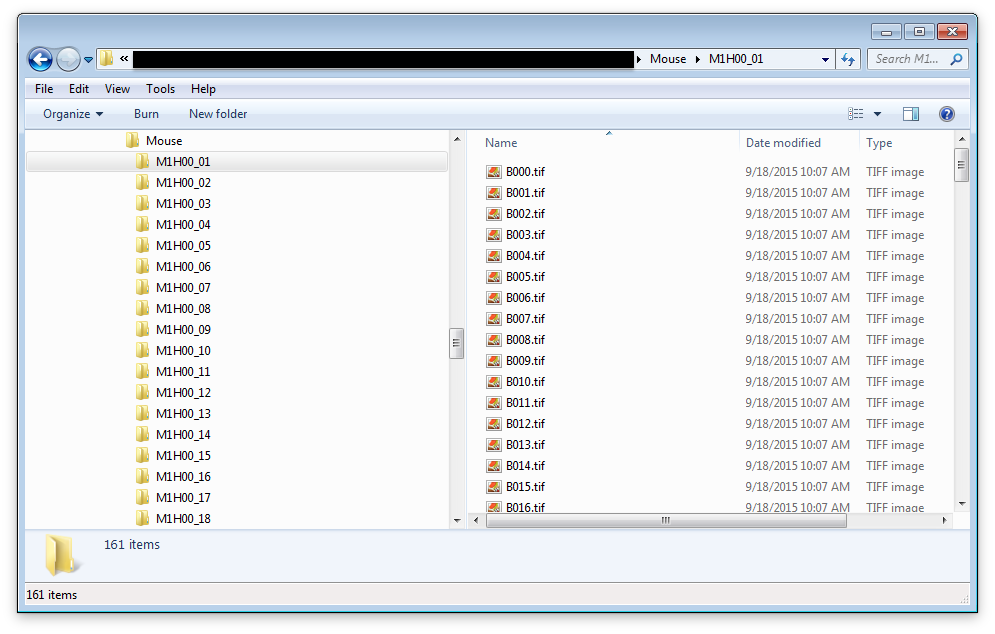 « Mouse M1H00_01 Search M1...
File Edit View Tools Help
Organize Burn New folder
Mouse
M1H00_01
M1H00_02
M1H00_03
M1H00_04
M1H00_05
M1H00_06
M1H00_07
M1H00_08
M1H00_09
M1H00_10
M1H00_11
M1H00_12
M1H00_13
M1H00_14
M1H00_15
M1H00_16
M1H00_17
M1H00_18
Name Date modified Type
B000.tif 9/18/2015 10:07 AM TIFF image
B001.tif 9/18/2015 10:07 AM TIFF image
B002.tif 9/18/2015 10:07 AM TIFF image
B003.tif 9/18/2015 10:07 AM TIFF image
B004.tif 9/18/2015 10:07 AM TIFF image
B005.tif 9/18/2015 10:07 AM TIFF image
B006.tif 9/18/2015 10:07 AM TIFF image
B007.tif 9/18/2015 10:07 AM TIFF image
B008.tif 9/18/2015 10:07 AM TIFF image
B009.tif 9/18/2015 10:07 AM TIFF image
B010.tif 9/18/2015 10:07 AM TIFF image
B011.tif 9/18/2015 10:07 AM TIFF image
B012.tif 9/18/2015 10:07 AM TIFF image
B013.tif 9/18/2015 10:07 AM TIFF image
B014.tif 9/18/2015 10:07 AM TIFF image
B015.tif 9/18/2015 10:07 AM TIFF image
B016.tif 9/18/2015 10:07 AM TIFF image
161 items
161 items